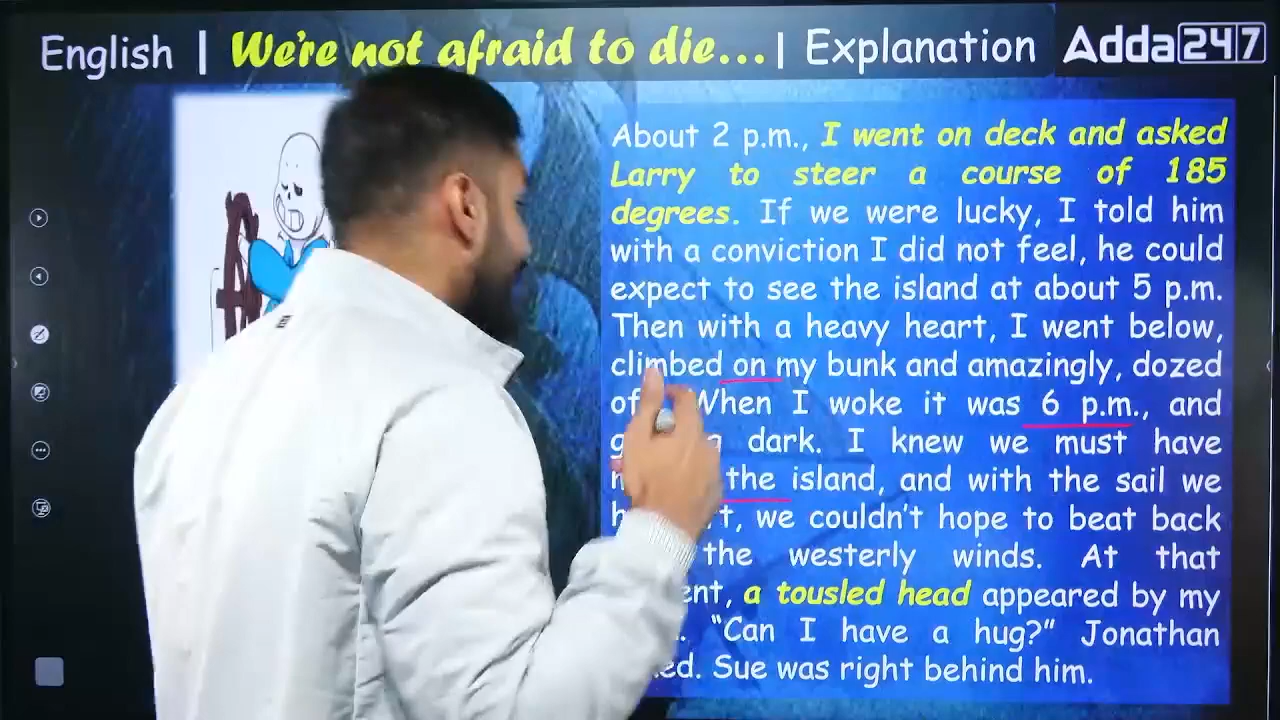 English | We're not afraid to die... | Explanation Adda247
About 2 p.m., I went on deck and asked
Larry to steer a course of 185
degrees. If we were lucky, I told him
with a conviction I did not feel, he could
expect to see the island at about 5 p.m.
Then with a heavy heart, I went below,
climbed on my bunk and amazingly, dozed
When I woke it was 6 p.m., and
dark. I knew we must have
the island, and with the sail we
we couldn't hope to beat back
the westerly winds. At that
a tousled head appeared by my
"Can I have a hug?" Jonathan
Sue was right behind him.